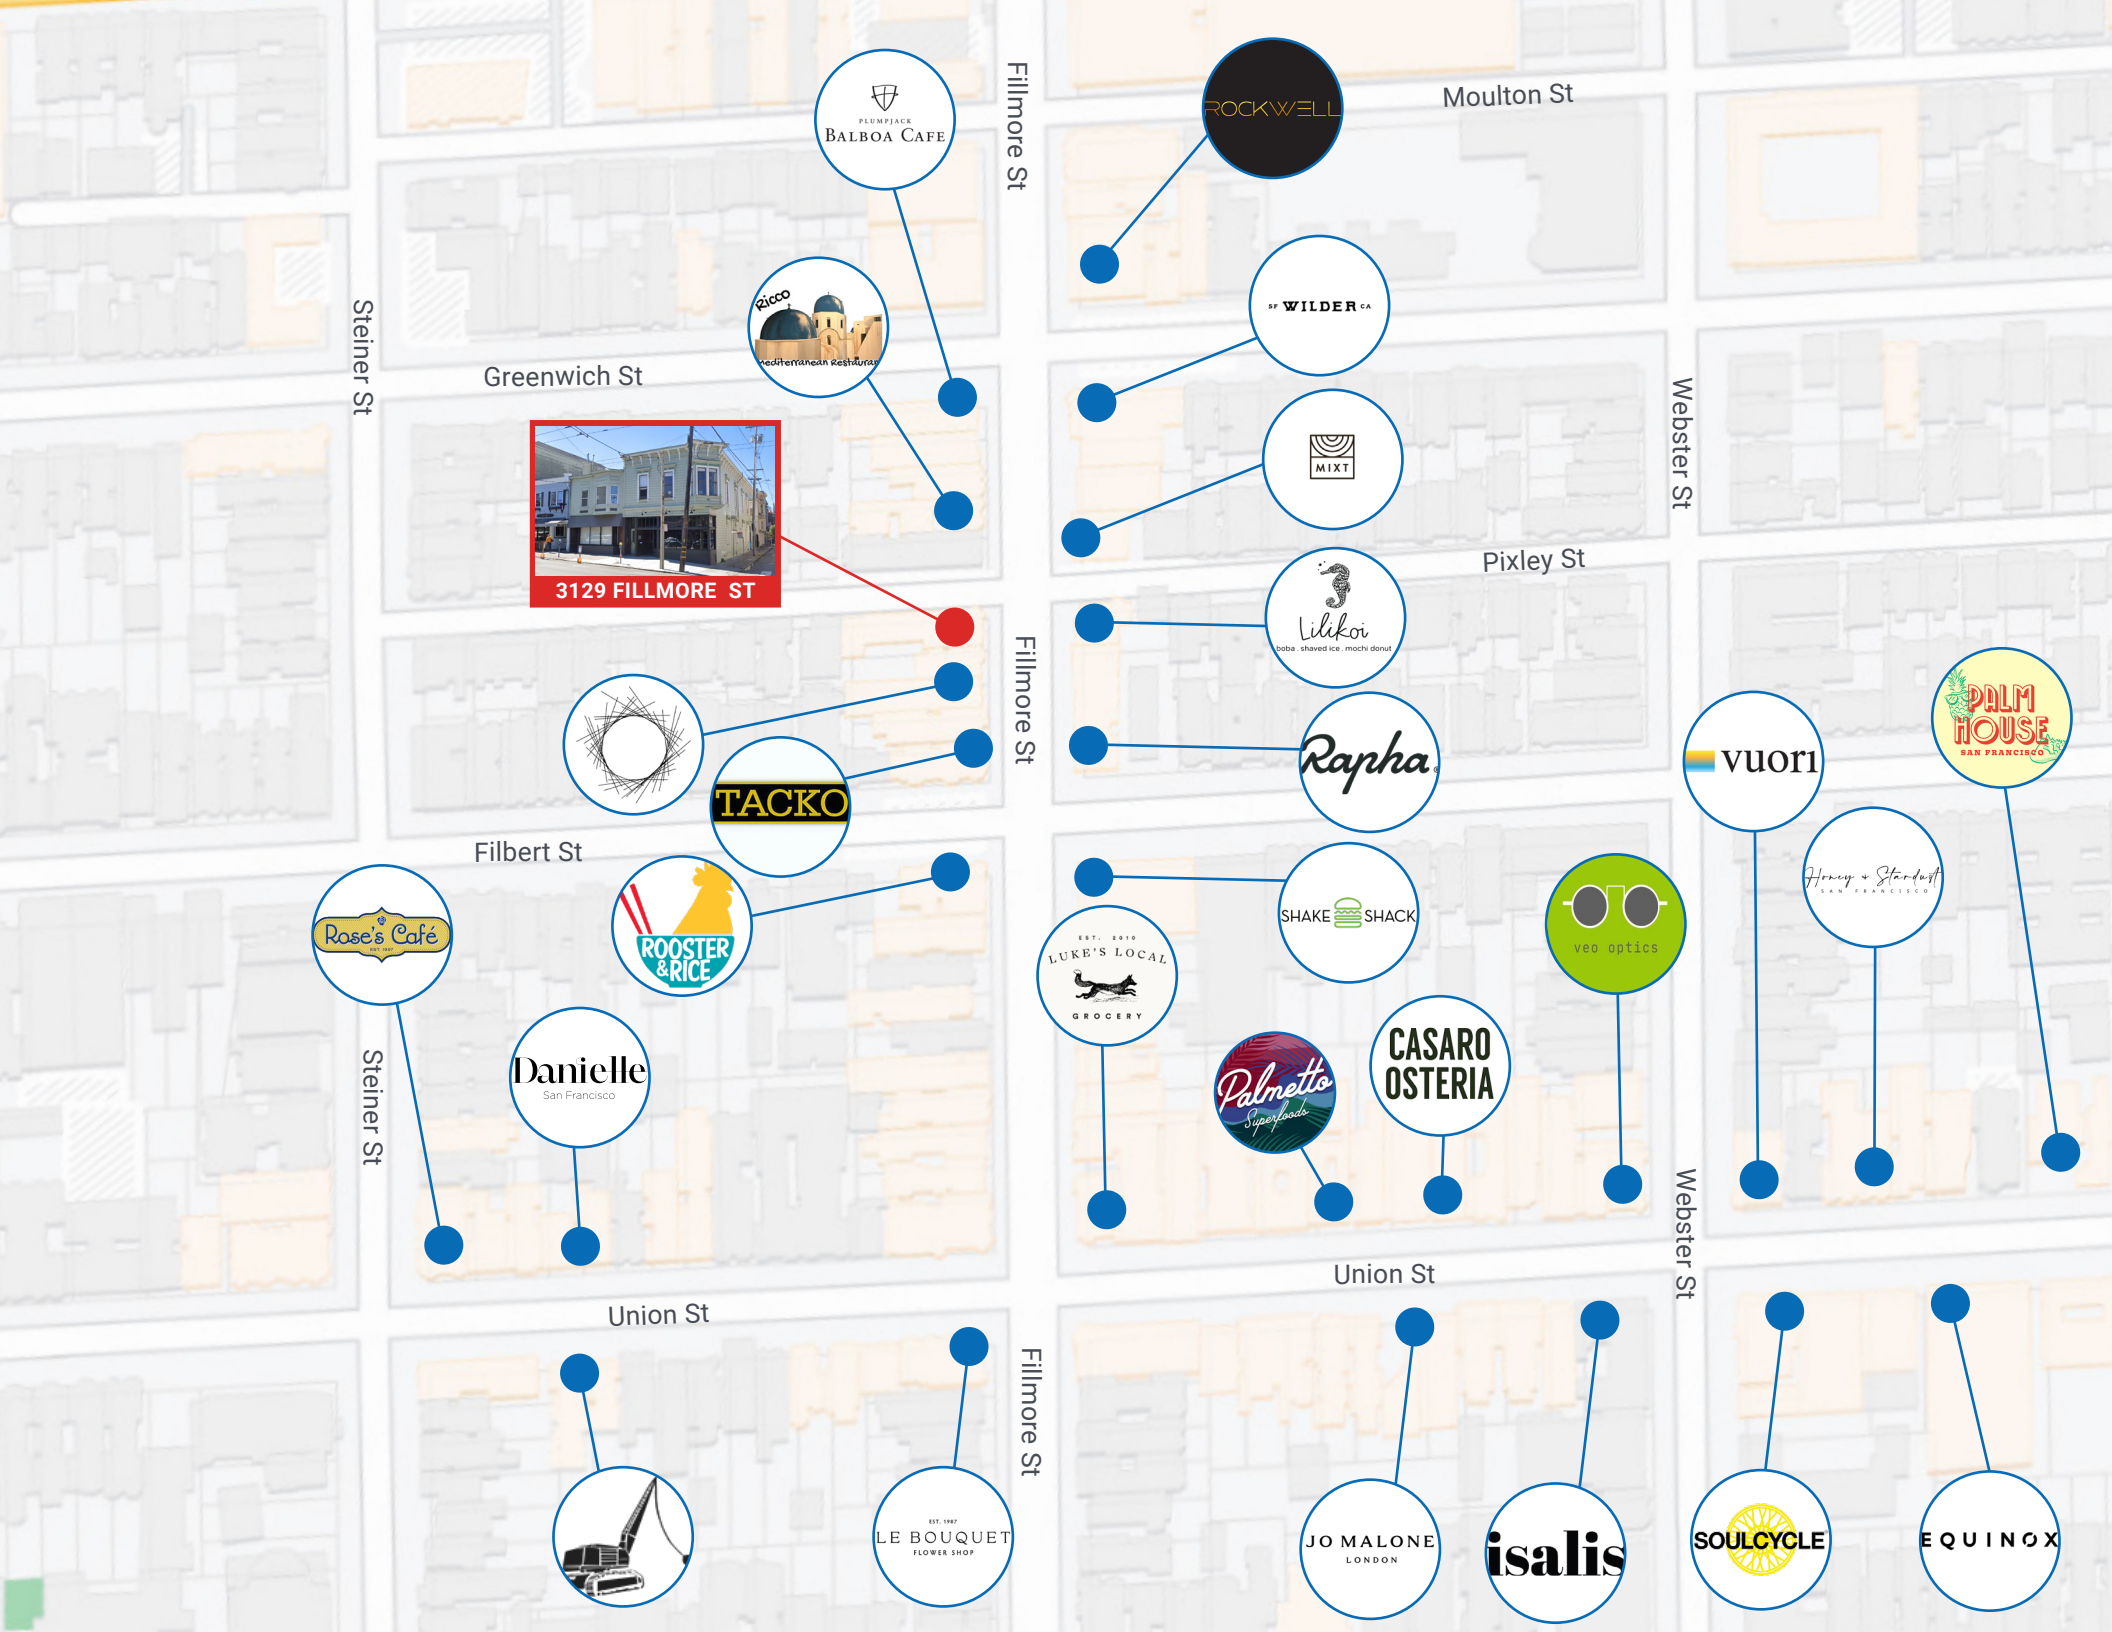 Fillmore St
Moulton St
PLUMPJACK
BALBOA CAFE
ROCKWELL
SF WILDER CA
Ricco
Mediterranean Restauran
Steiner St
Greenwich St
MIXT
Webster St
3129 FILLMORE ST
Pixley St
Lilikoi
boba . shaved ice . mochi donut
Fillmore St
PALM
HOUSE
SAN FRANCISCO
Rapha
vuori
TACKO
Filbert St
Honey & Stardust
SAN FRANCISCO
Rose's Café
EST 1997
ROOSTER
&RICE
SHAKE SHACK
veo optics
EST. 2010
LUKE'S LOCAL
GROCERY
Danielle
San Francisco
Palmetto
Superfoods
CASARO
OSTERIA
Steiner St
Webster St
Union St
Union St
Fillmore St
EST. 1987
LE BOUQUET
FLOWER SHOP
JO MALONE
LONDON
isalis
SOULCYCLE
EQUINOX